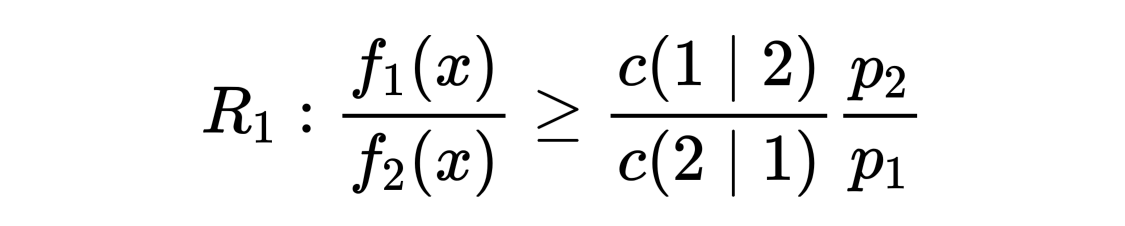 $R_1 : \frac{f_1(x)}{f_2(x)} \geq \frac{c(1 \mid 2)}{c(2 \mid 1)} \frac{p_2}{p_1}$